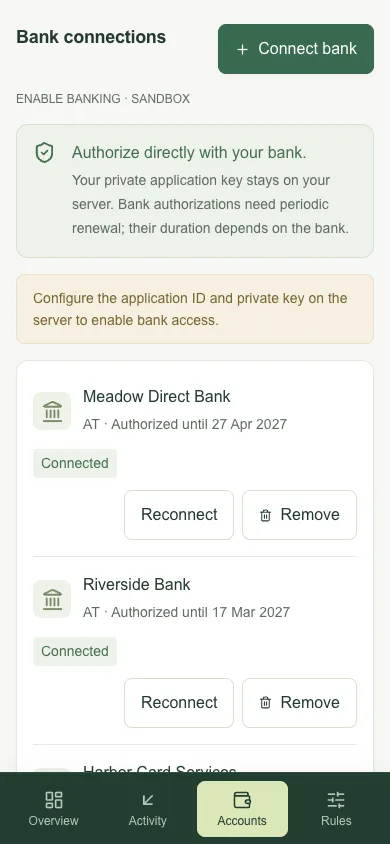 Bank connections
+ Connect bank
ENABLE BANKING · SANDBOX
Authorize directly with your bank.
Your private application key stays on your
server. Bank authorizations need periodic
renewal; their duration depends on the bank.
Configure the application ID and private key on the
server to enable bank access.
Meadow Direct Bank
AT · Authorized until 27 Apr 2027
Connected
Reconnect
Remove
Riverside Bank
AT · Authorized until 17 Mar 2027
Connected
Reconnect
Remove
Harbor Card Services
Overview
Activity
Accounts
Rules